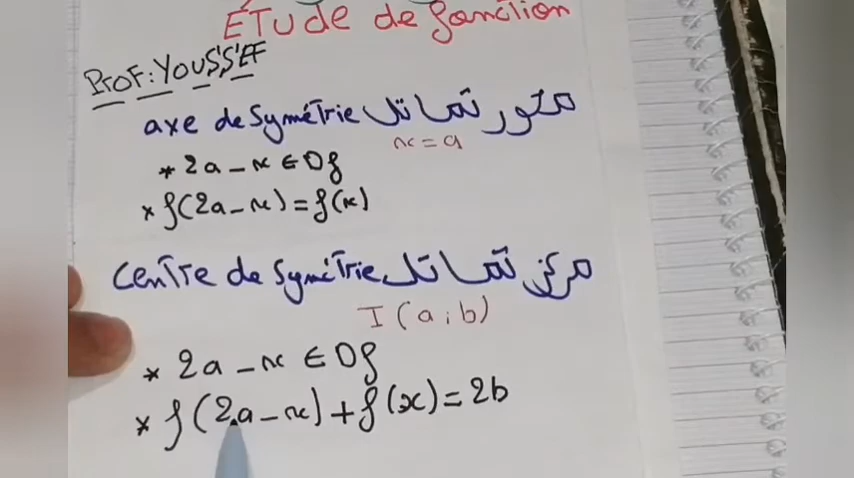 ÉTUde de fonction
Prof: YOUSSEF
axe de Symétrie محور تماثل
x = a
* 2a - x ∈ Df
* f(2a - x) = f(x)
Centre de Symétrie مركز تماثل
I (a ; b)
* 2a - x ∈ Df
* f(2a - x) + f(x) = 2b